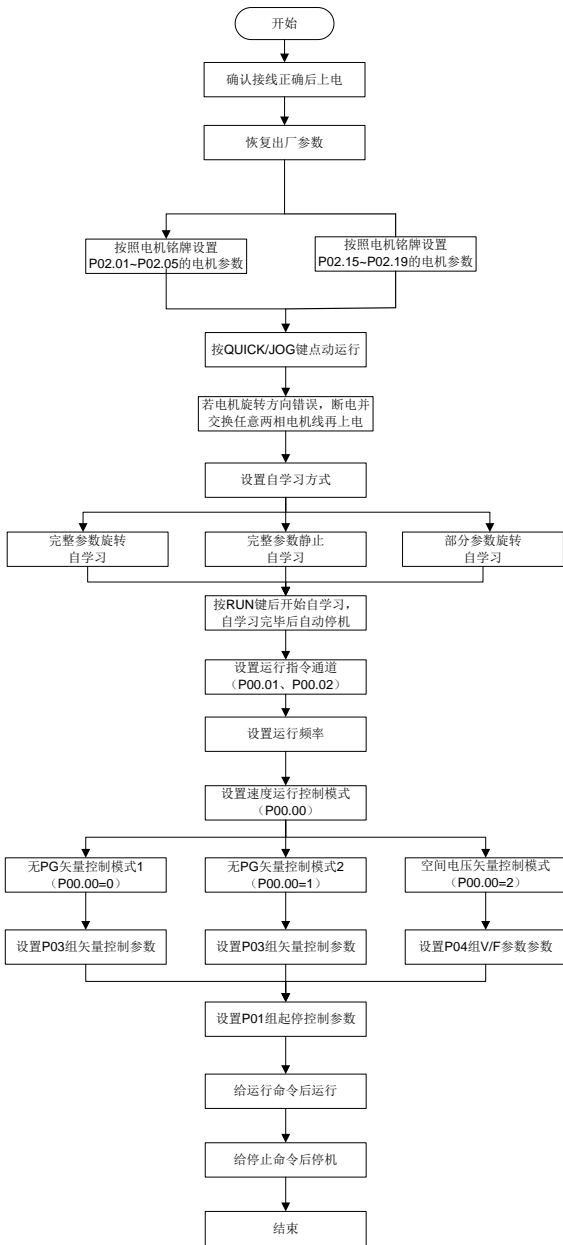 开始
确认接线正确后上电
恢复出厂参数
按照电机铭牌设置
P02.01~P02.05的电机参数
按照电机铭牌设置
P02.15~P02.19的电机参数
按QUICK/JOG键点动运行
若电机旋转方向错误，断电并
交换任意两相电机线再上电
设置自学习方式
完整参数旋转
自学习
完整参数静止
自学习
部分参数旋转
自学习
按RUN键后开始自学习，
自学习完毕后自动停机
设置运行指令通道
（P00.01、P00.02）
设置运行频率
设置速度运行控制模式
（P00.00）
无PG矢量控制模式1
（P00.00=0）
无PG矢量控制模式2
（P00.00=1）
空间电压矢量控制模式
（P00.00=2）
设置P03组矢量控制参数
设置P03组矢量控制参数
设置P04组V/F参数参数
设置P01组起停控制参数
给运行命令后运行
给停止命令后停机
结束